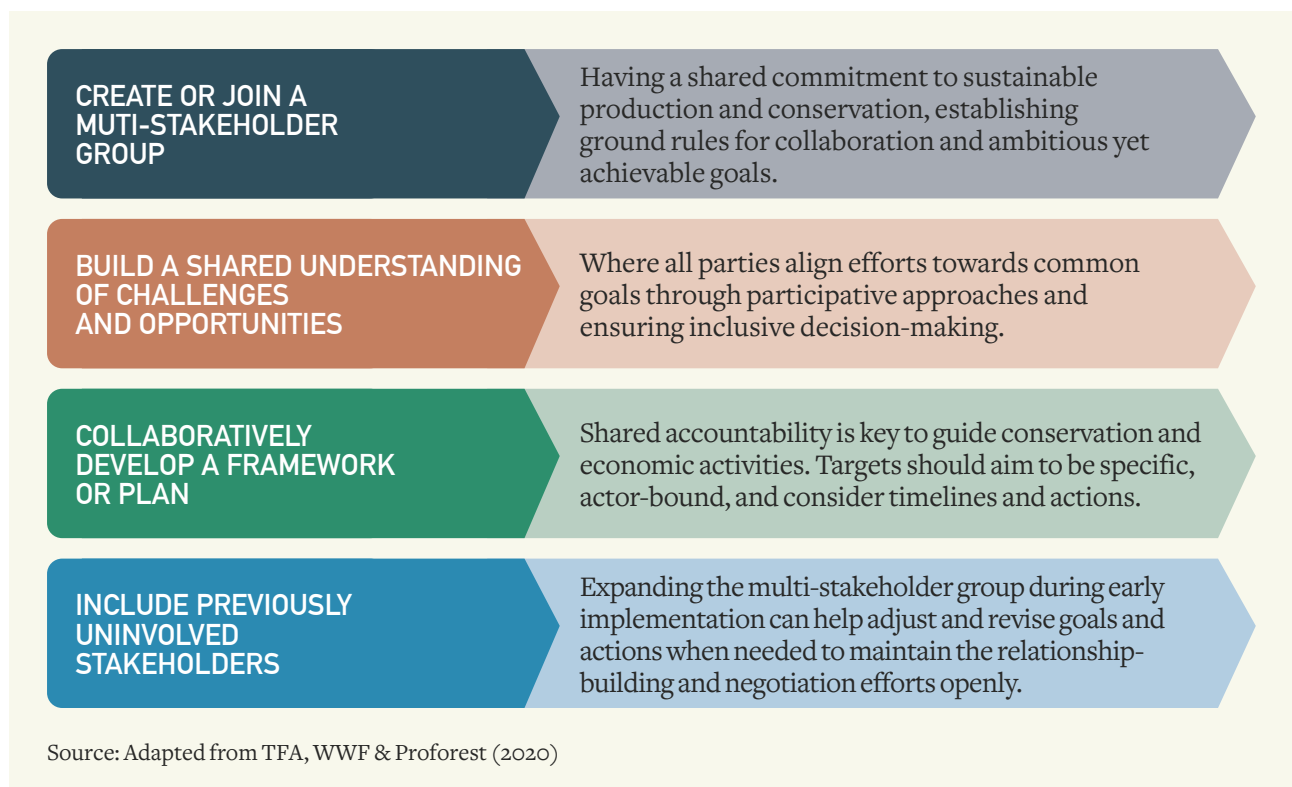 CREATE OR JOIN A
MUTI-STAKEHOLDER
GROUP
Having a shared commitment to sustainable
production and conservation, establishing
ground rules for collaboration and ambitious yet
achievable goals.
BUILD A SHARED UNDERSTANDING
OF CHALLENGES
AND OPPORTUNITIES
Where all parties align efforts towards common
goals through participative approaches and
ensuring inclusive decision-making.
COLLABORATIVELY
DEVELOP A FRAMEWORK
OR PLAN
Shared accountability is key to guide conservation and
economic activities. Targets should aim to be specific,
actor-bound, and consider timelines and actions.
INCLUDE PREVIOUSLY
UNINVOLVED
STAKEHOLDERS
Expanding the multi-stakeholder group during early
implementation can help adjust and revise goals and
actions when needed to maintain the relationship-
building and negotiation efforts openly.
Source: Adapted from TFA, WWF & Proforest (2020)